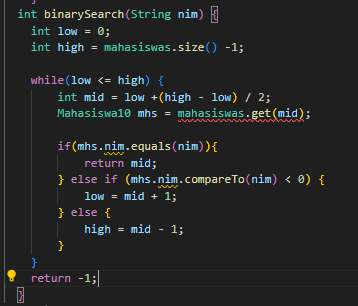 int binarySearch(String nim) {
int low = 0;
int high = mahasiswas.size() -1;
while(low <= high) {
int mid = low +(high - low) / 2;
Mahasiswa10 mhs = mahasiswas.get(mid);
if(mhs.nim.equals(nim)){
return mid;
} else if (mhs.nim.compareTo(nim) < 0) {
low = mid + 1;
} else {
high = mid - 1;
}
}
return -1;
}